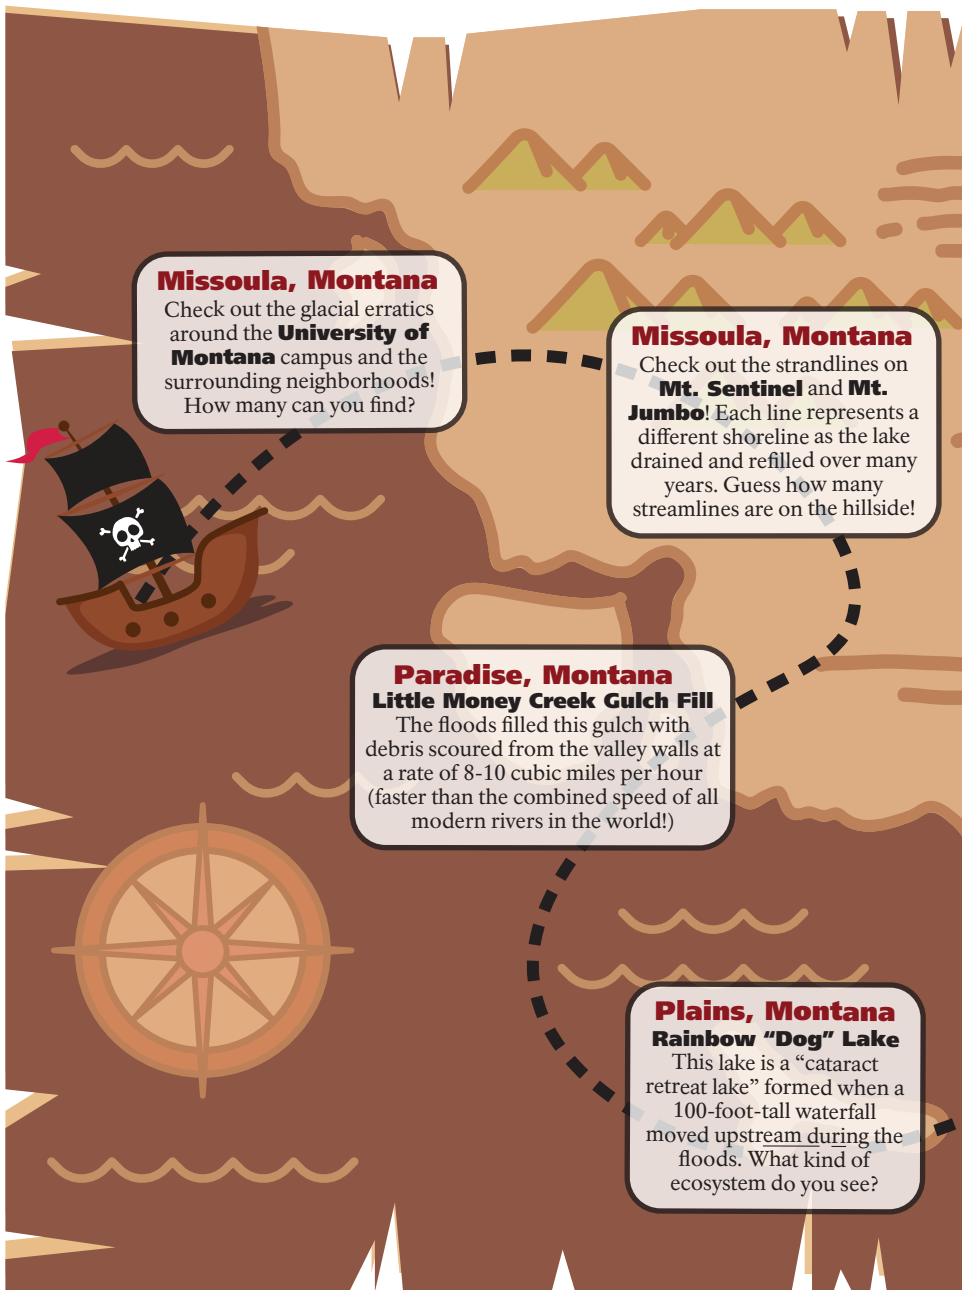 Missoula, Montana
Check out the glacial erratics
around the University of
Montana campus and the
surrounding neighborhoods!
How many can you find?
Missoula, Montana
Check out the strandlines on
Mt. Sentinel and Mt.
Jumbo! Each line represents a
different shoreline as the lake
drained and refilled over many
years. Guess how many
streamlines are on the hillside!
Paradise, Montana
Little Money Creek Gulch Fill
The floods filled this gulch with
debris scoured from the valley walls at
a rate of 8-10 cubic miles per hour
(faster than the combined speed of all
modern rivers in the world!)
Plains, Montana
Rainbow “Dog” Lake
This lake is a “cataract
retreat lake” formed when a
100-foot-tall waterfall
moved upstream during the
floods. What kind of
ecosystem do you see?